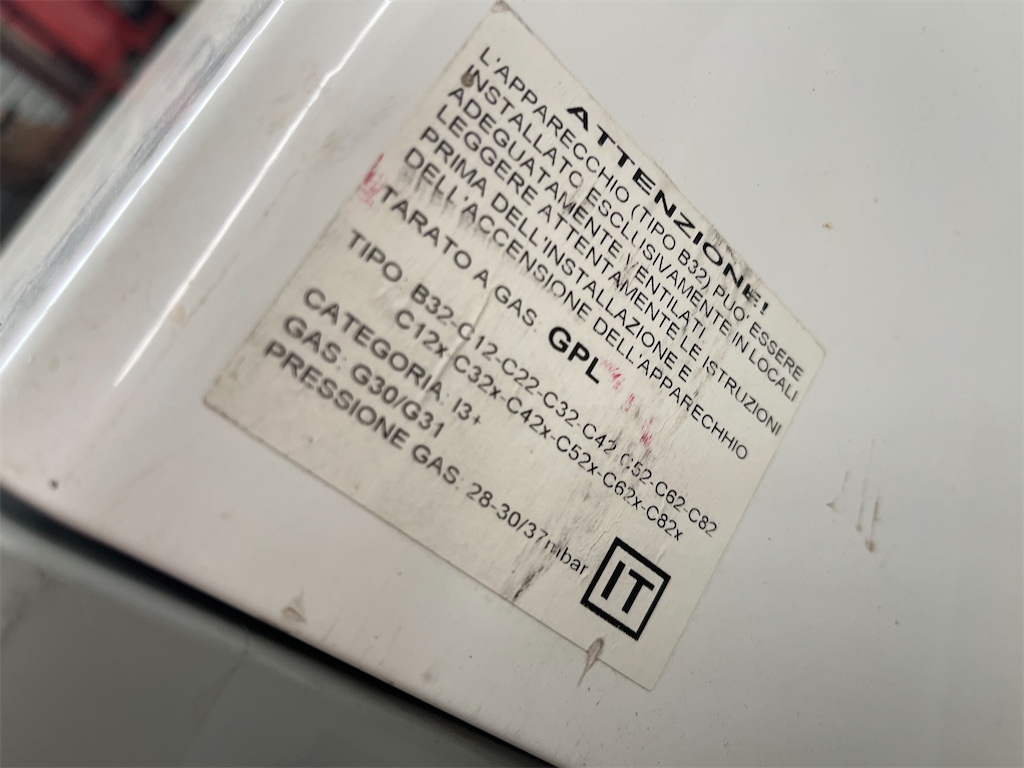 ATTENZIONE!
L'APPARECCHIO (TIPO B32) PUO' ESSERE
INSTALLATO ESCLUSIVAMENTE IN LOCALI
ADEGUATAMENTE VENTILATI
LEGGERE ATTENTAMENTE LE ISTRUZIONI
PRIMA DELL'INSTALLAZIONE E
DELL'ACCENSIONE DELL'APPARECHHIO
TARATO A GAS: GPL
TIPO: B32-C12-C22-C32-C42-C52-C62-C82
C12x-C32x-C42x-C52x-C62x-C82x
CATEGORIA: I3+
GAS: G30/G31
PRESSIONE GAS: 28-30/37mbar
IT